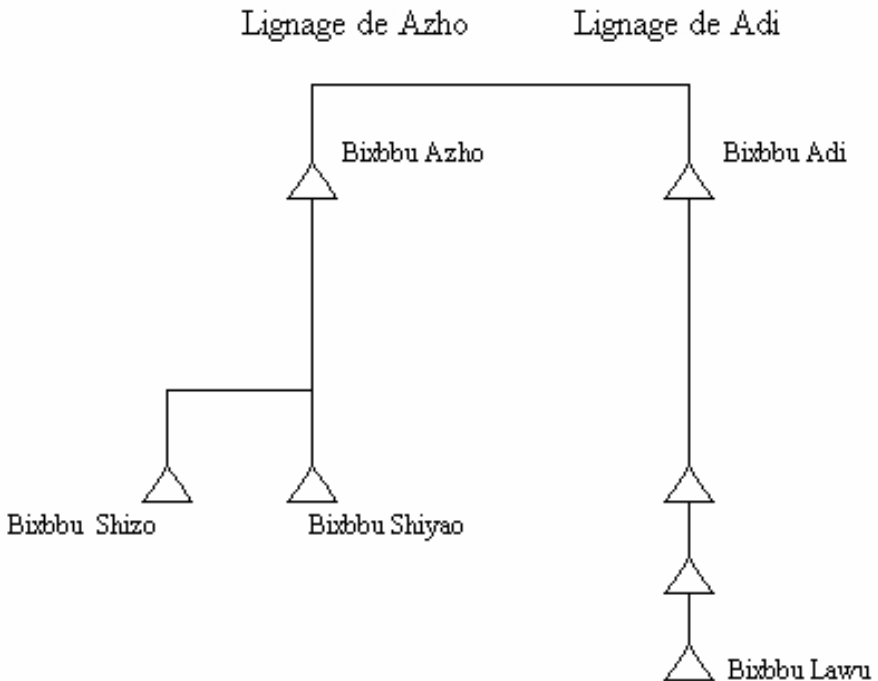 Lignage de Azho
Lignage de Adi
Bixbbu Azho
Bixbbu Adi
Bixbbu Shizo
Bixbbu Shiyao
Bixbbu Lawu